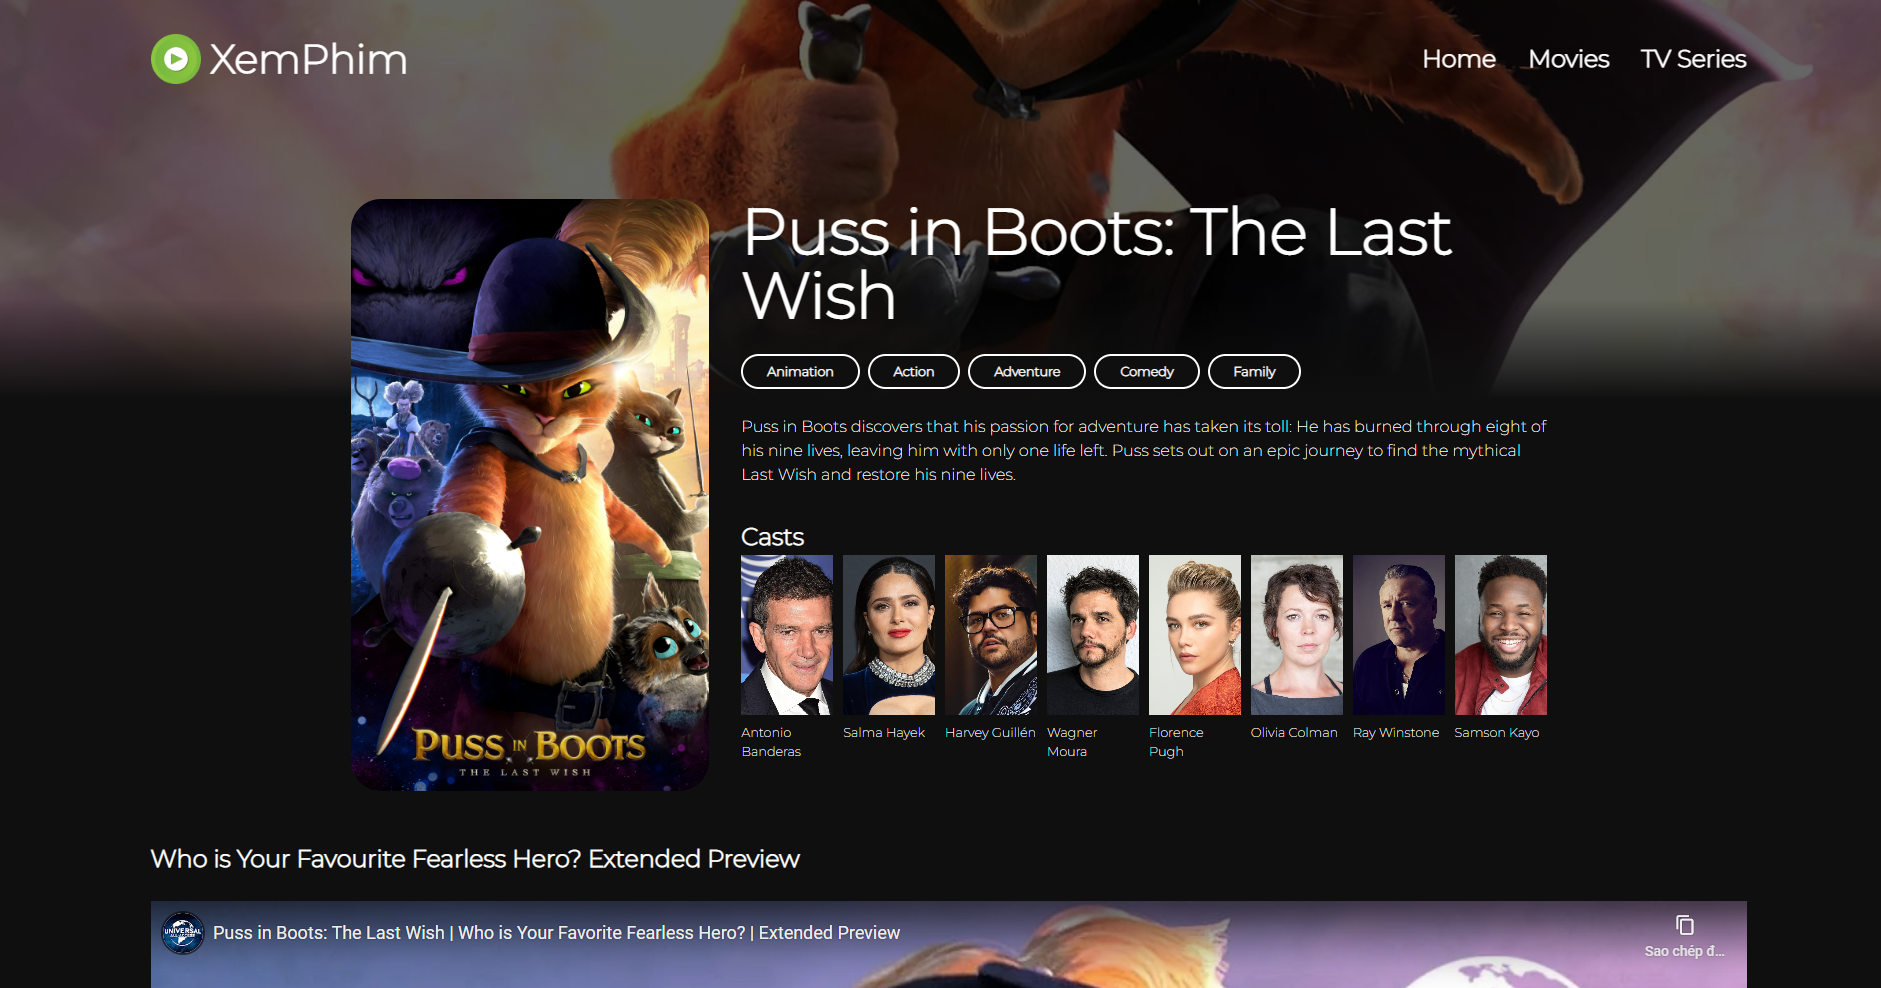 XemPhim
Home
Movies
TV Series
Puss in Boots: The Last
Wish
Animation
Action
Adventure
Comedy
Family
Puss in Boots discovers that his passion for adventure has taken its toll: He has burned through eight of
his nine lives, leaving him with only one life left. Puss sets out on an epic journey to find the mythical
Last Wish and restore his nine lives.
PUSS IN BOOTS
THE LAST WISH
Casts
Antonio
Banderas
Salma Hayek
Harvey Guillén
Wagner
Moura
Florence
Pugh
Olivia Colman
Ray Winstone
Samson Kayo
Who is Your Favourite Fearless Hero? Extended Preview
UNIVERSAL
Puss in Boots: The Last Wish | Who is Your Favorite Fearless Hero? | Extended Preview
Sao chép đ...